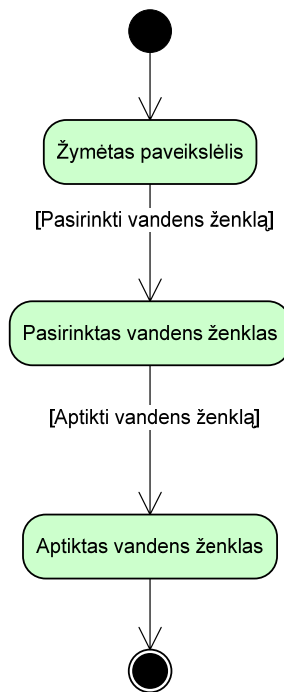 Žymėtas paveikslėlis
[Pasirinkti vandens ženklą]
Pasirinktas vandens ženklas
[Aptikti vandens ženklą]
Aptiktas vandens ženklas